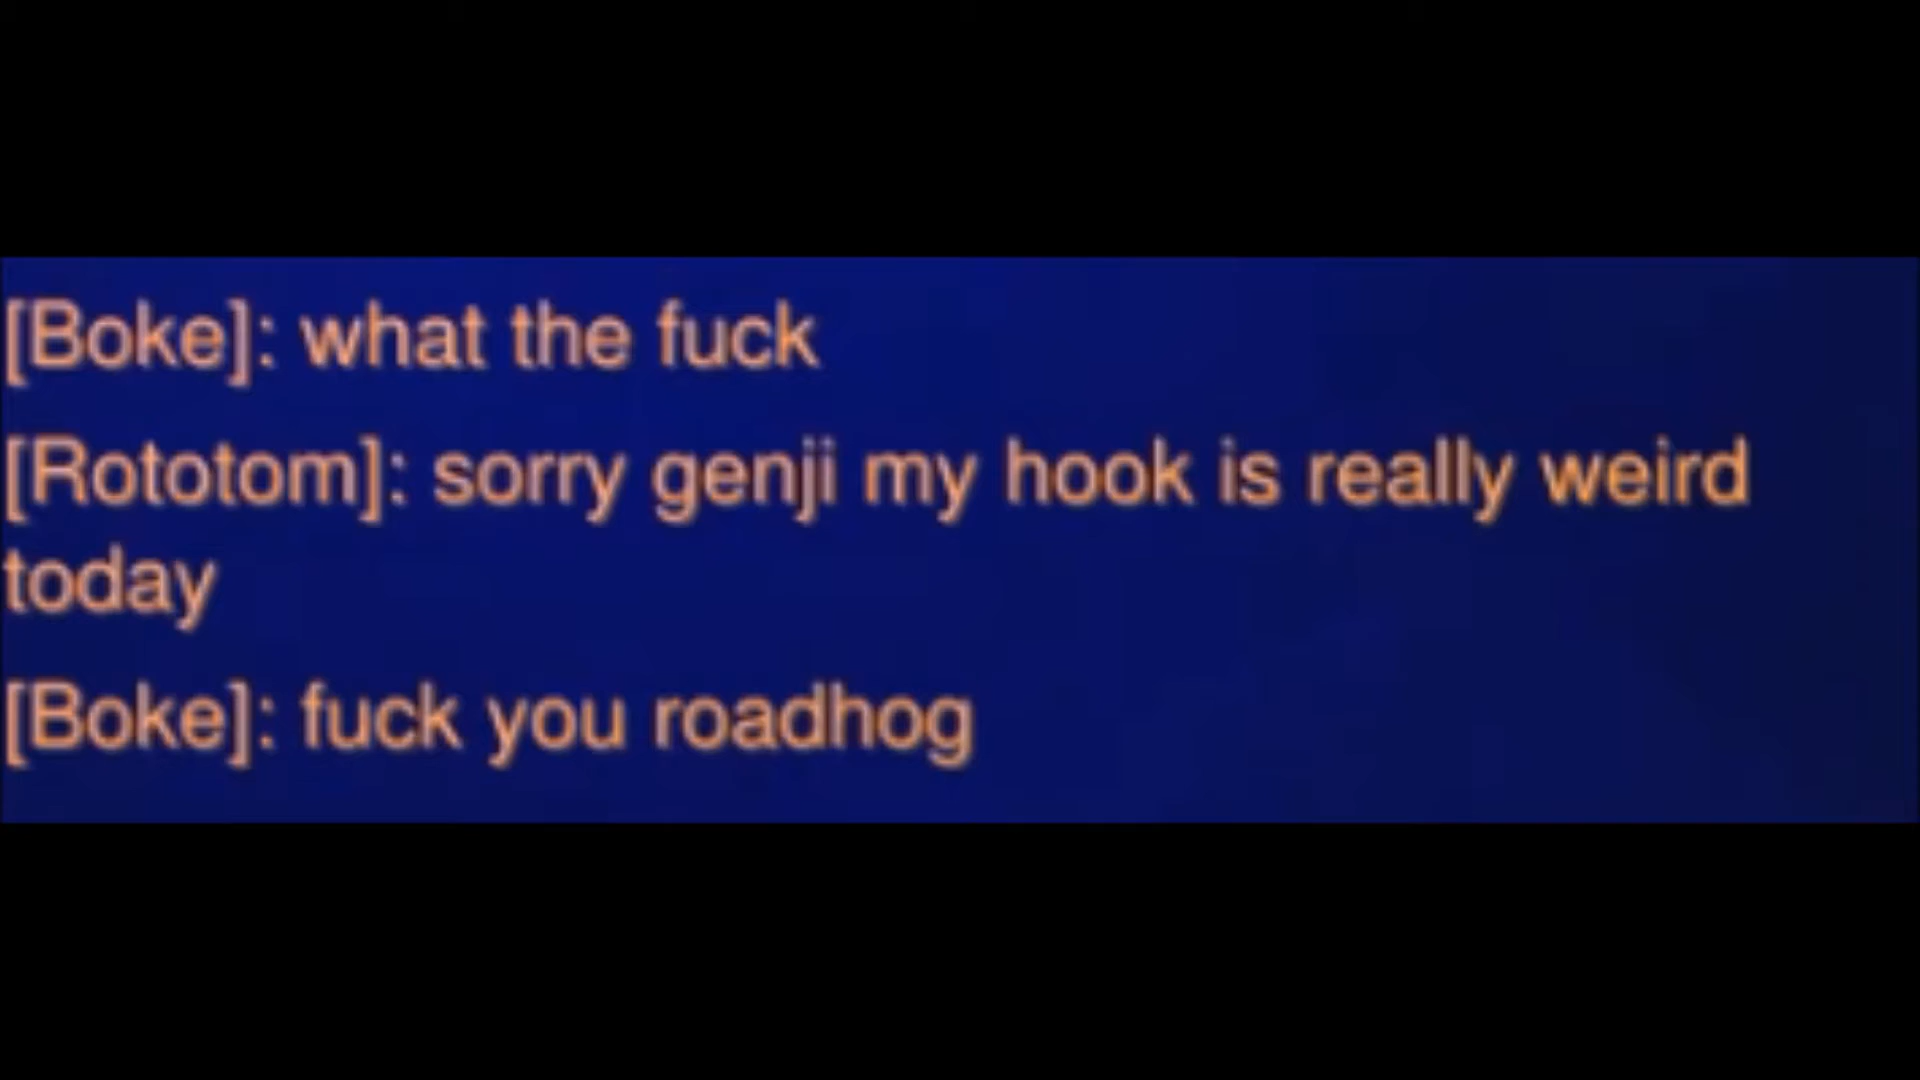 [Boke]: what the fuck
[Rototom]: sorry genji my hook is really weird
today
[Boke]: fuck you roadhog